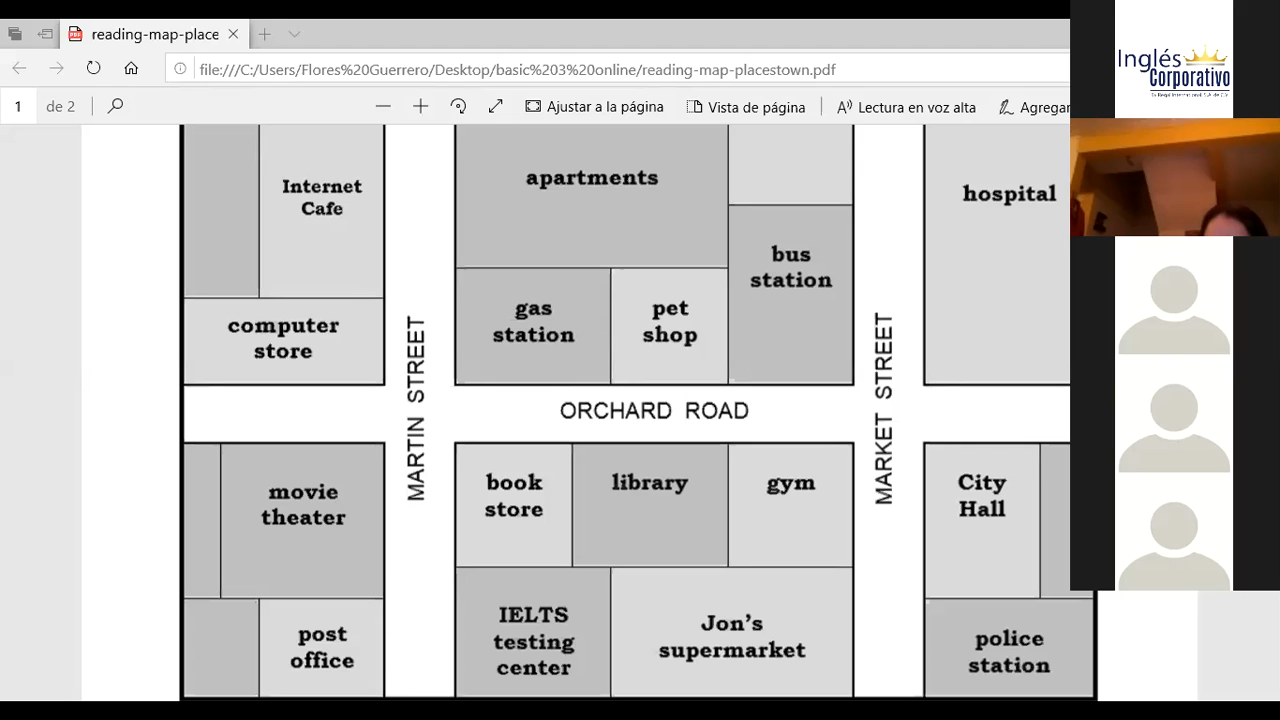 reading-map-place
file:///C:/Users/Flores%20Guerrero/Desktop/basic%203%20online/reading-map-placestown.pdf
1 de 2
Ajustar a la página
Vista de página
Lectura en voz alta
Agregar
Inglés
Corporativo
Internet
Cafe
apartments
hospital
bus
station
computer
store
gas
station
pet
shop
MARTIN STREET
ORCHARD ROAD
MARKET STREET
movie
theater
book
store
library
gym
City
Hall
post
office
IELTS
testing
center
Jon's
supermarket
police
station